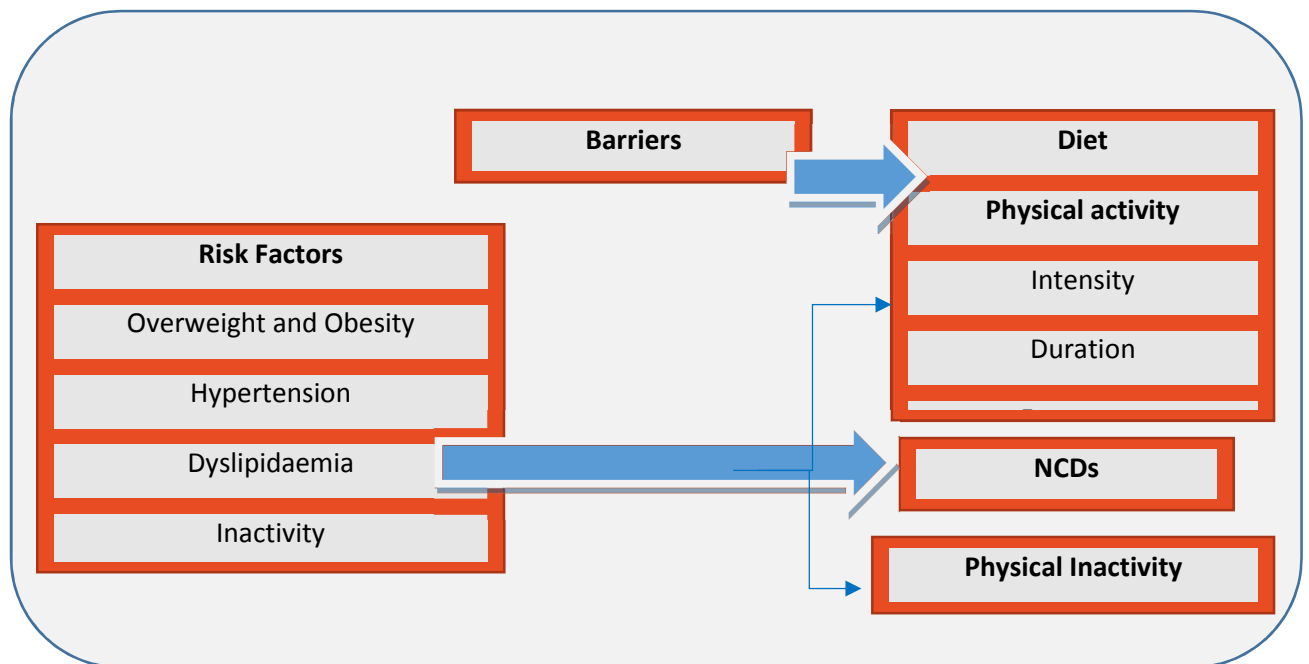 Barriers
Diet
Physical activity
Intensity
Duration
Risk Factors
Overweight and Obesity
Hypertension
Dyslipidaemia
Inactivity
NCDs
Physical Inactivity